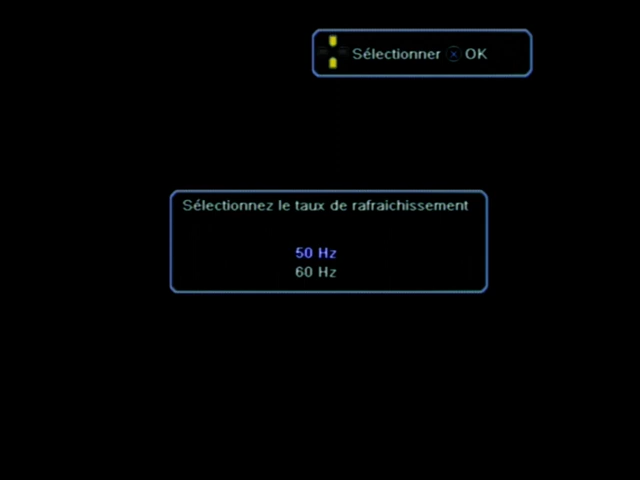 Sélectionner OK
Sélectionnez le taux de rafraichissement
50 Hz
60 Hz